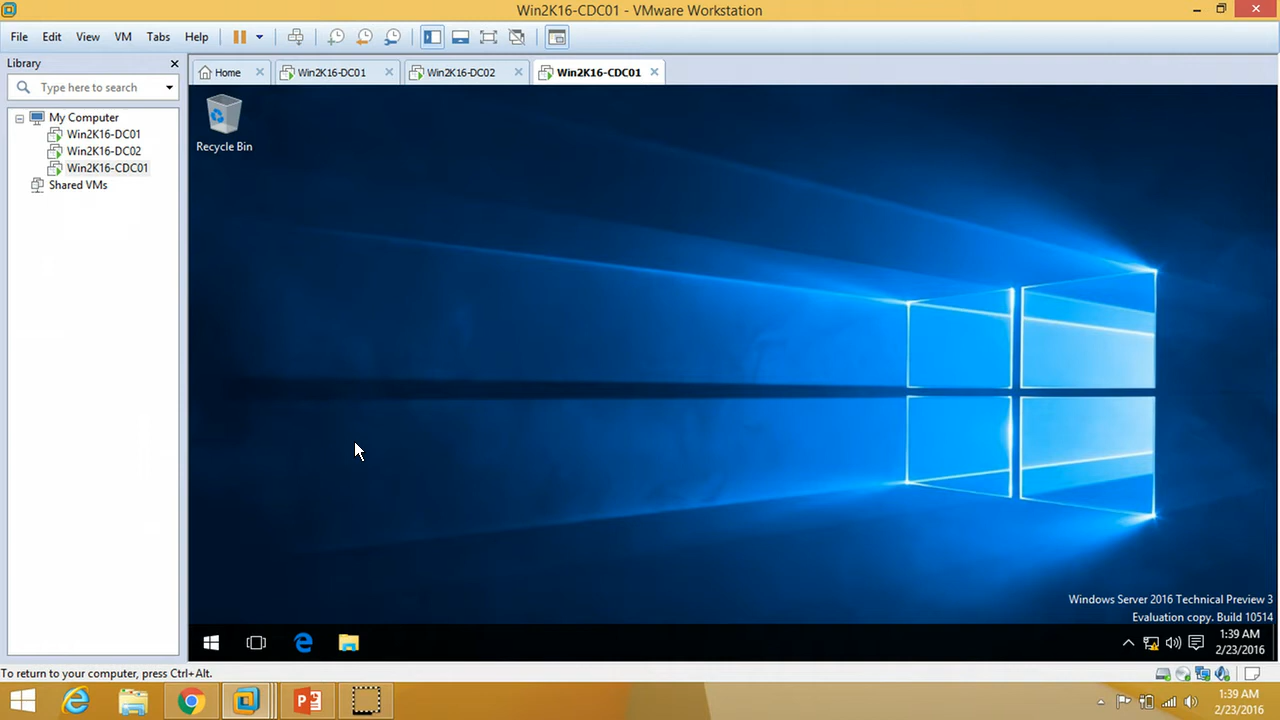 Win2K16-CDC01 - VMware Workstation
File Edit View VM Tabs Help
Library
Type here to search
My Computer
Win2K16-DC01
Win2K16-DC02
Win2K16-CDC01
Shared VMs
Home Win2K16-DC01 Win2K16-DC02 Win2K16-CDC01
Recycle Bin
Windows Server 2016 Technical Preview 3
Evaluation copy. Build 10514
1:39 AM
2/23/2016
To return to your computer, press Ctrl+Alt.
1:39 AM
2/23/2016